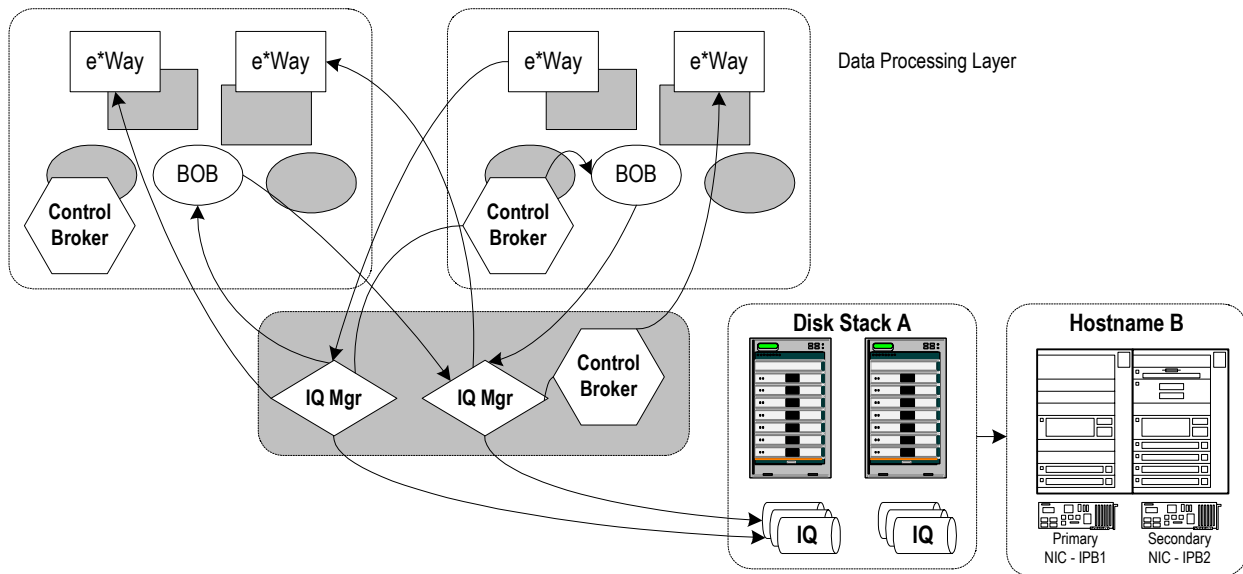 e*Way
e*Way
e*Way
e*Way
Data Processing Layer
BOB
BOB
Control
Broker
Control
Broker
Disk Stack A
Hostname B
Control
Broker
IQ Mgr
IQ Mgr
IQ
IQ
Primary
NIC - IPB1
Secondary
NIC - IPB2